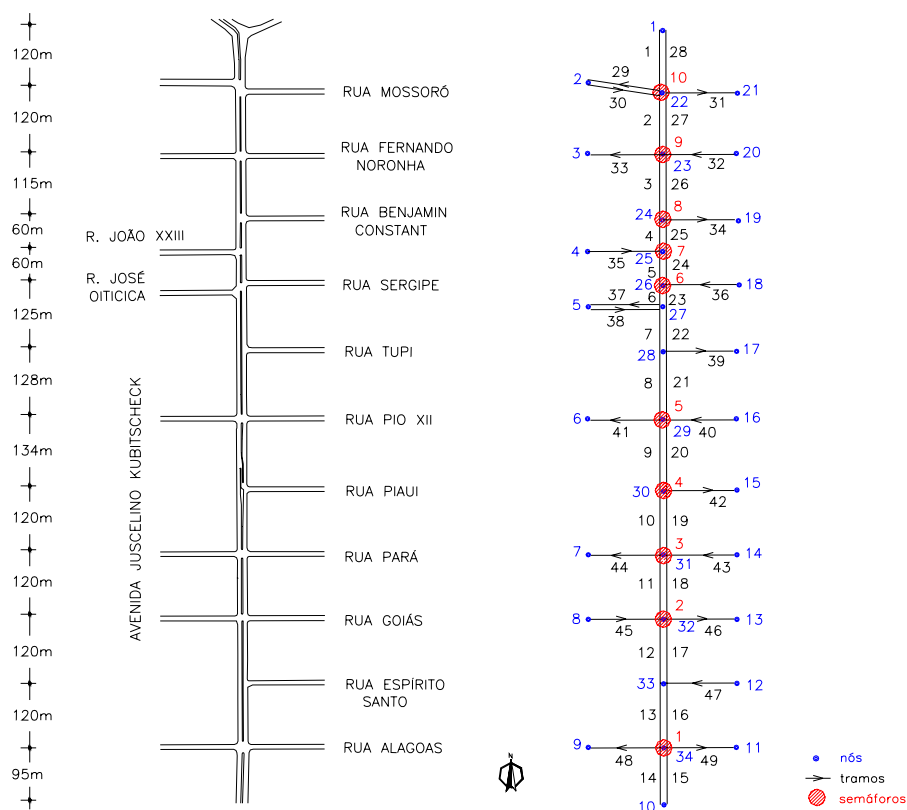 120m
120m
115m
60m
60m
125m
128m
134m
120m
120m
120m
120m
95m
RUA MOSSORÓ
RUA FERNANDO
NORONHA
RUA BENJAMIN
CONSTANT
R. JOÃO XXIII
R. JOSÉ
OITICICA
RUA SERGIPE
RUA TUPI
RUA PIO XII
RUA PIAUI
RUA PARÁ
RUA GOIÁS
RUA ESPÍRITO
SANTO
RUA ALAGOAS
AVENIDA JUSCELINO KUBITSCHECK
N
1
1 28
2 29 10 21
30 22 31
2 27
3 9 20
33 23 32
3 26
24 8 19
4 25 34
4 7
35 25 24
5 6 18
37 26 36
5 6 23
38 27
7 22
28 17
39
8 21
6 5 16
41 29 40
9 20
30 4 15
42
10 19
7 3 14
44 31 43
11 18
8 2 13
45 32 46
12 17
33 12
47
13 16
9 1 11
48 34 49
14 15
10
nós
tramos
semáforos